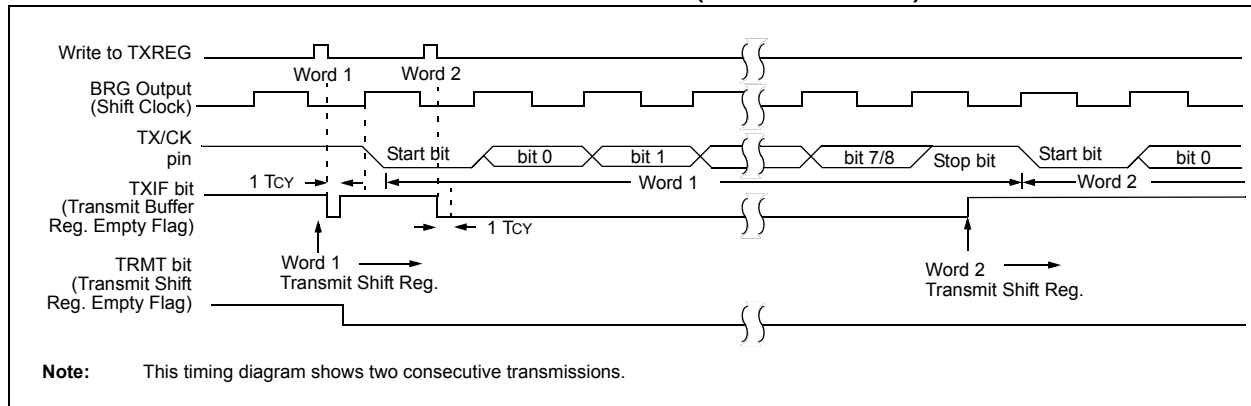 Write to TXREG
Word 1
Word 2
BRG Output
(Shift Clock)
TX/CK
pin
Start bit
bit 0
bit 1
bit 7/8
Stop bit
Start bit
bit 0
1 TCY
Word 1
Word 2
TXIF bit
(Transmit Buffer
Reg. Empty Flag)
1 TCY
Word 1
Transmit Shift Reg.
Word 2
Transmit Shift Reg.
TRMT bit
(Transmit Shift
Reg. Empty Flag)
Note: This timing diagram shows two consecutive transmissions.